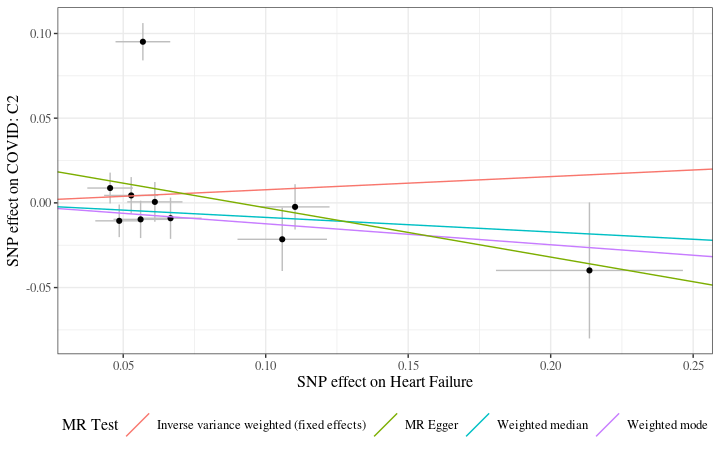 0.10
0.05
0.00
-0.05
SNP effect on COVID: C2
0.05
0.10
0.15
0.20
0.25
SNP effect on Heart Failure
MR Test
Inverse variance weighted (fixed effects)
MR Egger
Weighted median
Weighted mode